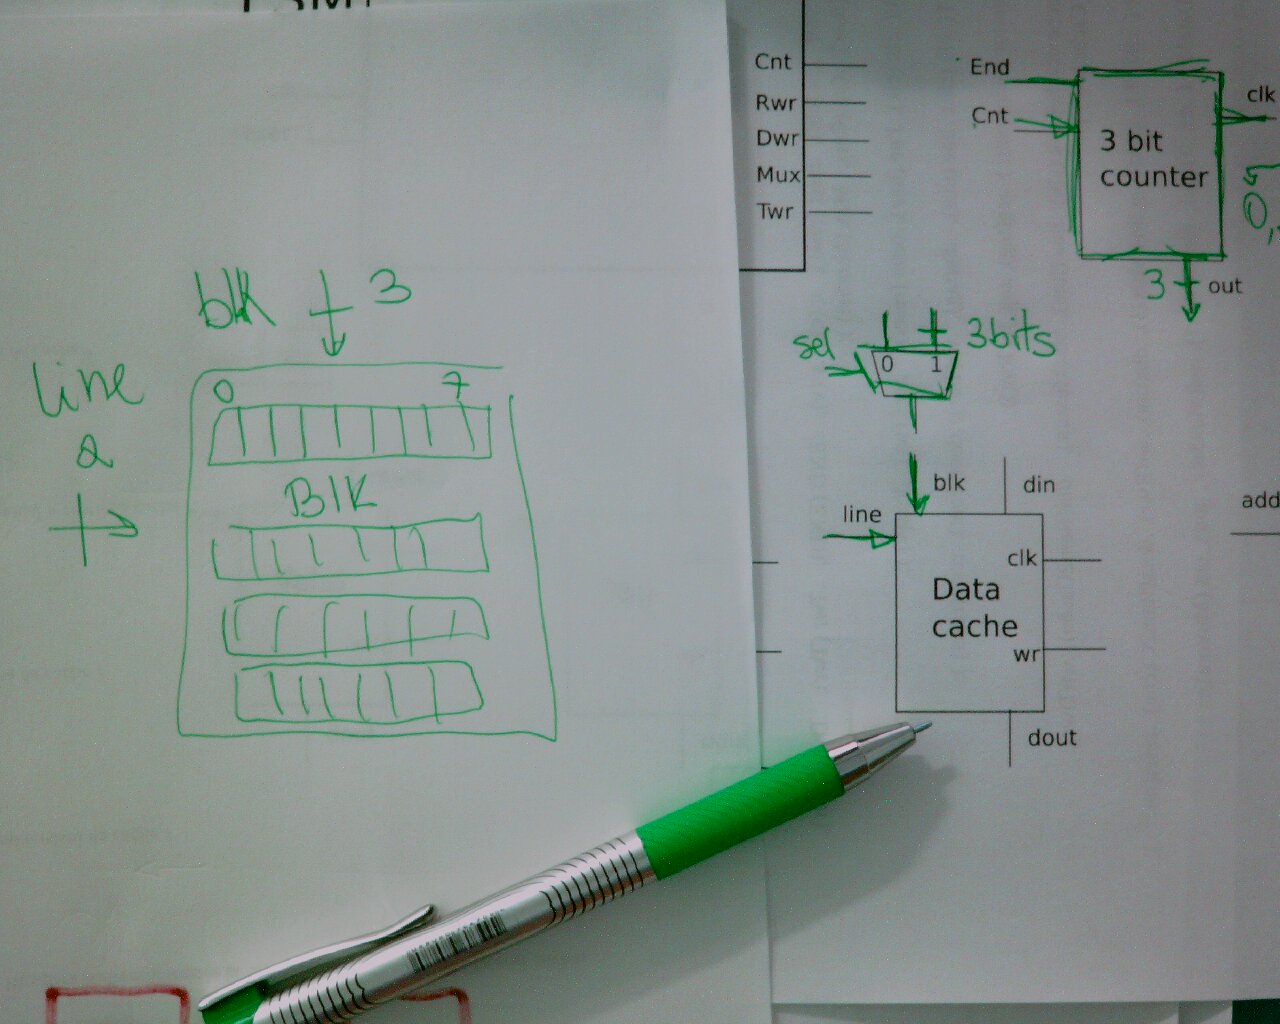 blk 3
line
2
0 7
Blk
Cnt
Rwr
Dwr
Mux
Twr
End
Cnt
3 bit
counter
clk
0,
3 out
sel
0 1
3bits
blk
din
line
clk
Data
cache
wr
dout
add